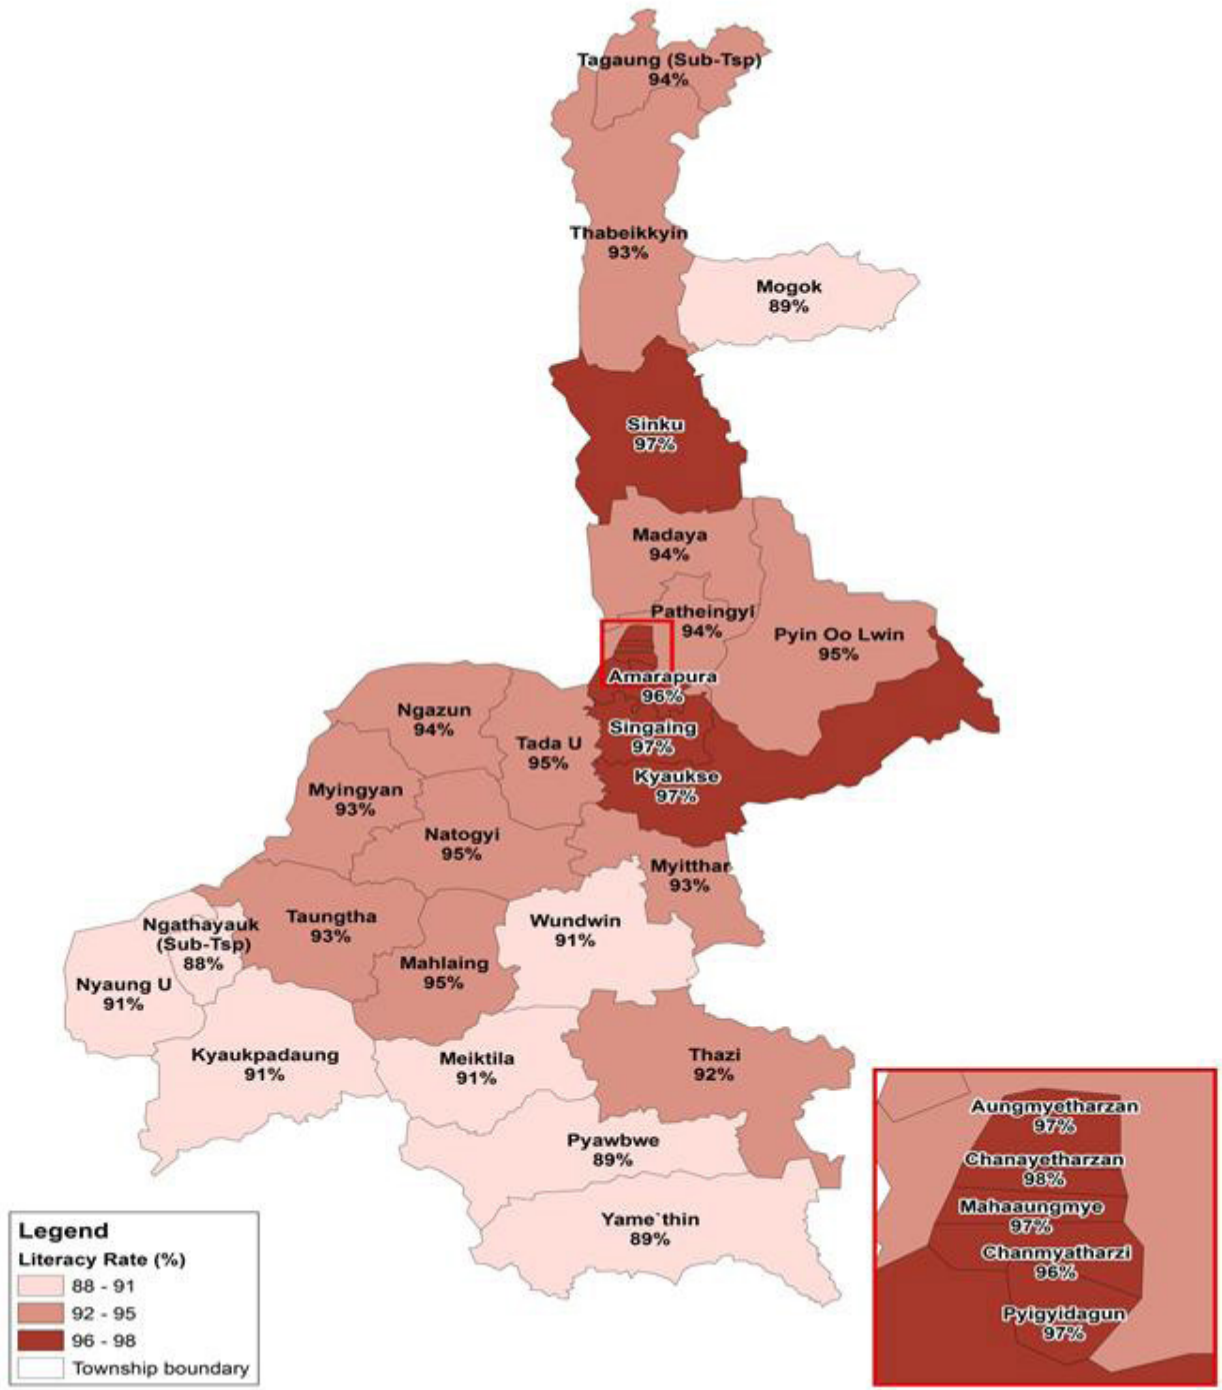 Tagaung (Sub-Tsp)
94%
Thabeikkyin
93%
Mogok
89%
Sinku
97%
Madaya
94%
Patheingyi
94%
Pyin Oo Lwin
95%
Amarapura
96%
Ngazun
94%
Singaing
97%
Tada U
95%
Kyaukse
97%
Myingyan
93%
Natogyi
95%
Myitthar
93%
Taungtha
93%
Wundwin
91%
Ngathayauk
(Sub-Tsp)
88%
Mahlaing
95%
Nyaung U
91%
Kyaukpadaung
91%
Meiktila
91%
Thazi
92%
Pyawbwe
89%
Yame`thin
89%
Aungmyetharzan
97%
Chanayetharzan
98%
Mahaaungmye
97%
Chanmyatharzi
96%
Pyigyidagun
97%
Legend
Literacy Rate (%)
88 - 91
92 - 95
96 - 98
Township boundary